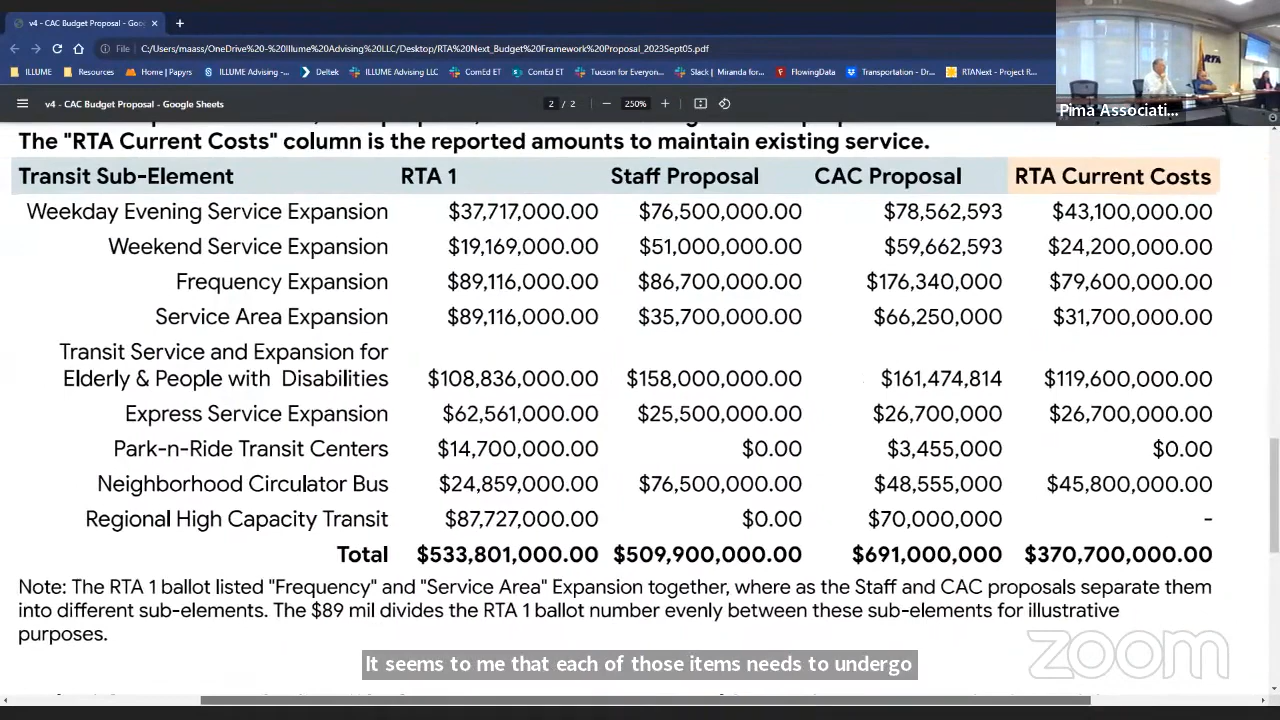 v4 - CAC Budget Proposal - Goo
File C:/Users/maass/OneDrive%20-%20Illume%20Advising%20LLC/Desktop/RTA%20Next_Budget%20Framework%20Proposal_2023Sept05.pdf
ILLUME Resources Home | Papyrs ILLUME Advising -... Deltek ILLUME Advising LLC ComEd ET ComEd ET Tucson for Everyon... Slack | Miranda for... FlowingData Transportation - Dr... RTANext - Project R...
RTA
Pima Associati...
v4 - CAC Budget Proposal - Google Sheets 2 / 2 250%
The "RTA Current Costs" column is the reported amounts to maintain existing service.
Transit Sub-Element RTA 1 Staff Proposal CAC Proposal RTA Current Costs
Weekday Evening Service Expansion $37,717,000.00 $76,500,000.00 $78,562,593 $43,100,000.00
Weekend Service Expansion $19,169,000.00 $51,000,000.00 $59,662,593 $24,200,000.00
Frequency Expansion $89,116,000.00 $86,700,000.00 $176,340,000 $79,600,000.00
Service Area Expansion $89,116,000.00 $35,700,000.00 $66,250,000 $31,700,000.00
Transit Service and Expansion for
Elderly & People with Disabilities $108,836,000.00 $158,000,000.00 $161,474,814 $119,600,000.00
Express Service Expansion $62,561,000.00 $25,500,000.00 $26,700,000 $26,700,000.00
Park-n-Ride Transit Centers $14,700,000.00 $0.00 $3,455,000 $0.00
Neighborhood Circulator Bus $24,859,000.00 $76,500,000.00 $48,555,000 $45,800,000.00
Regional High Capacity Transit $87,727,000.00 $0.00 $70,000,000 -
Total $533,801,000.00 $509,900,000.00 $691,000,000 $370,700,000.00
Note: The RTA 1 ballot listed "Frequency" and "Service Area" Expansion together, where as the Staff and CAC proposals separate them
into different sub-elements. The $89 mil divides the RTA 1 ballot number evenly between these sub-elements for illustrative
purposes.
zoom
It seems to me that each of those items needs to undergo